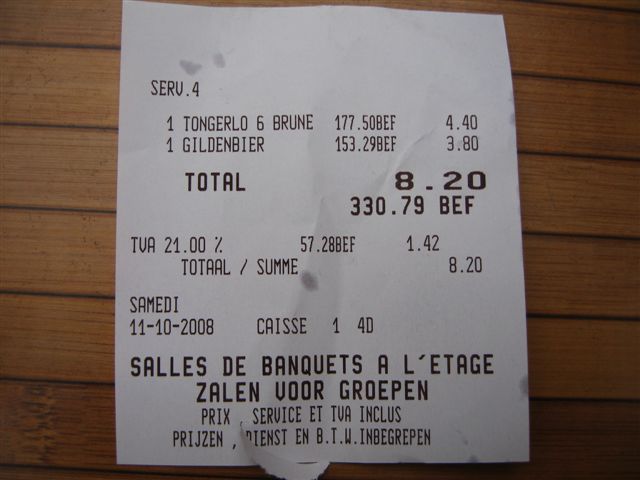 SERV.4
1 TONGERLO 6 BRUNE 177.50BEF 4.40
1 GILDENBIER 153.29BEF 3.80
TOTAL 8.20
330.79 BEF
TVA 21.00 % 57.28BEF 1.42
TOTAAL / SUMME 8.20
SAMEDI
11-10-2008 CAISSE 1 4D
SALLES DE BANQUETS A L'ETAGE
ZALEN VOOR GROEPEN
PRIX , SERVICE ET TVA INCLUS
PRIJZEN , DIENST EN B.T.W.INBEGREPEN